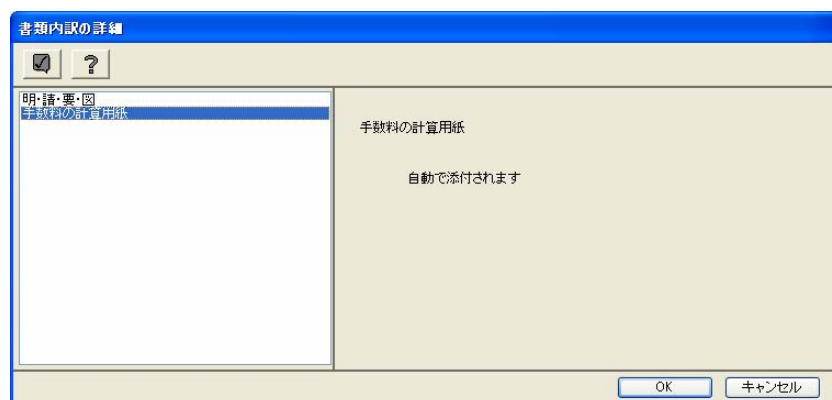 書類内訳の詳細
?
明・請・要・図
手数料の計算用紙
手数料の計算用紙
自動で添付されます
OK
キャンセル